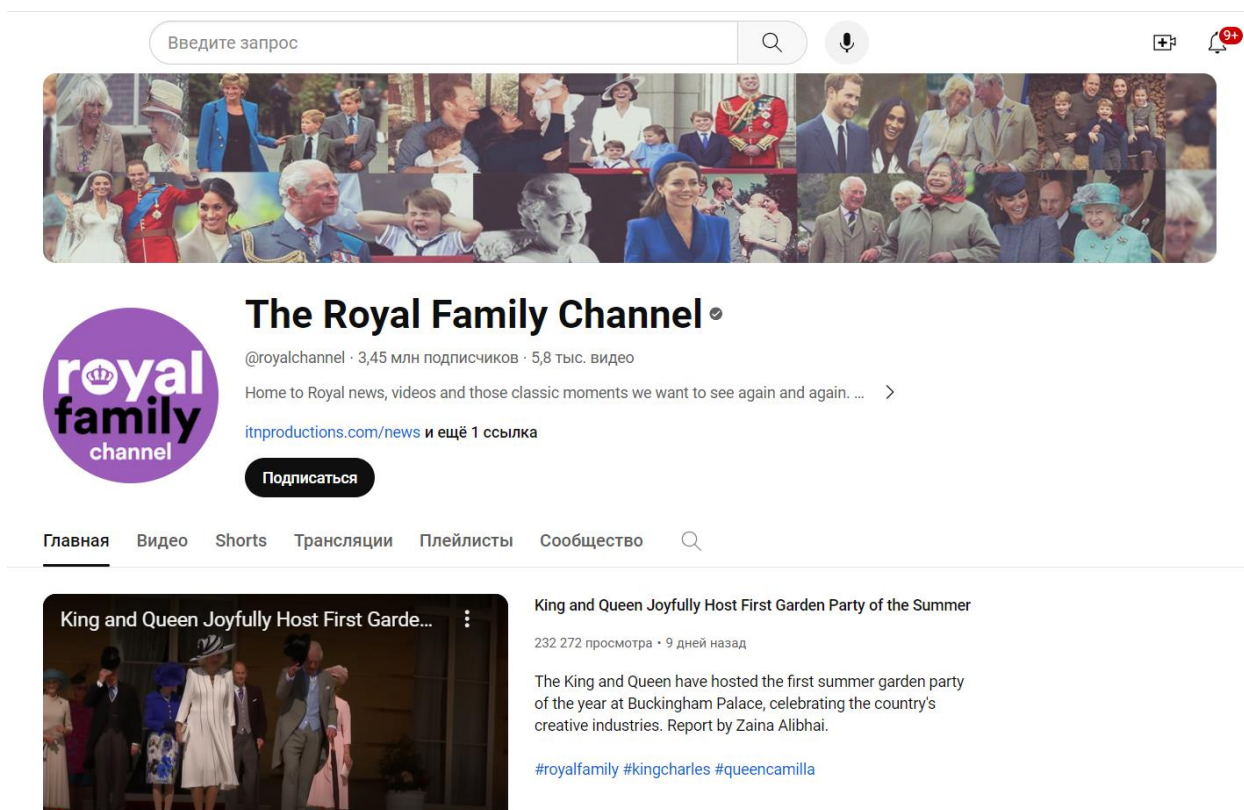 Введите запрос
9+
The Royal Family Channel
@royalchannel · 3,45 млн подписчиков · 5,8 тыс. видео
Home to Royal news, videos and those classic moments we want to see again and again. ...
royal
family
channel
itnproductions.com/news и ещё 1 ссылка
Подписаться
Главная Видео Shorts Трансляции Плейлисты Сообщество
King and Queen Joyfully Host First Garde...
King and Queen Joyfully Host First Garden Party of the Summer
232 272 просмотра • 9 дней назад
The King and Queen have hosted the first summer garden party
of the year at Buckingham Palace, celebrating the country's
creative industries. Report by Zaina Alibhai.
#royalfamily #kingcharles #queencamilla